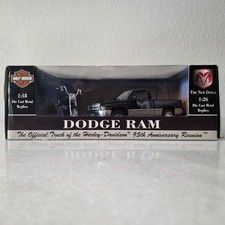 HARLEY-DAVIDSON
1:18
Die Cast Metal
Replica
The New Dodge
1:26
Die Cast Metal
Replica
DODGE RAM
The Official Truck of the Harley-Davidson® 95th Anniversary Reunion™